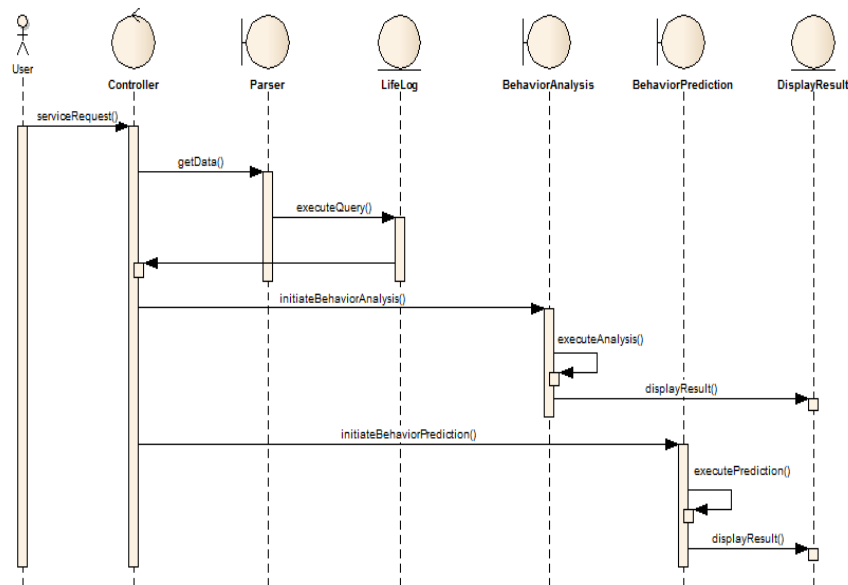 User
Controller
Parser
LifeLog
BehaviorAnalysis
BehaviorPrediction
DisplayResult
serviceRequest()
getData()
executeQuery()
initiateBehaviorAnalysis()
executeAnalysis()
displayResult()
initiateBehaviorPrediction()
executePrediction()
displayResult()